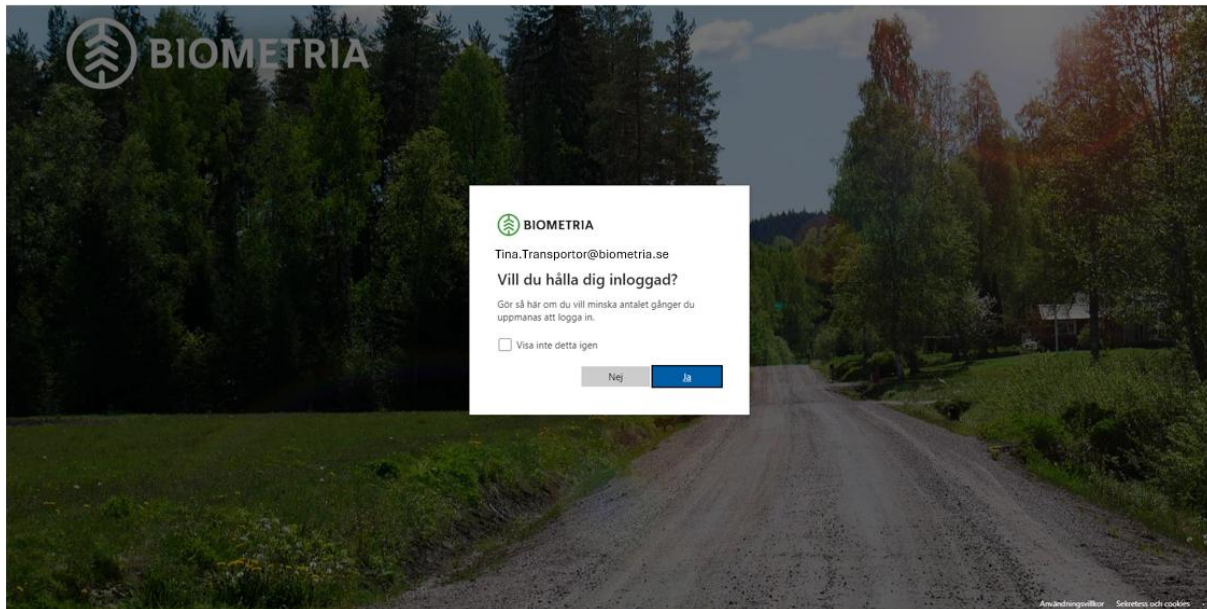 BIOMETRIA
BIOMETRIA
Tina.Transportor@biometria.se
Vill du hålla dig inloggad?
Gör så här om du vill minska antalet gånger du
uppmanas att logga in.
Visa inte detta igen
Nej Ja
Användningsvillkor Sekretess och cookies